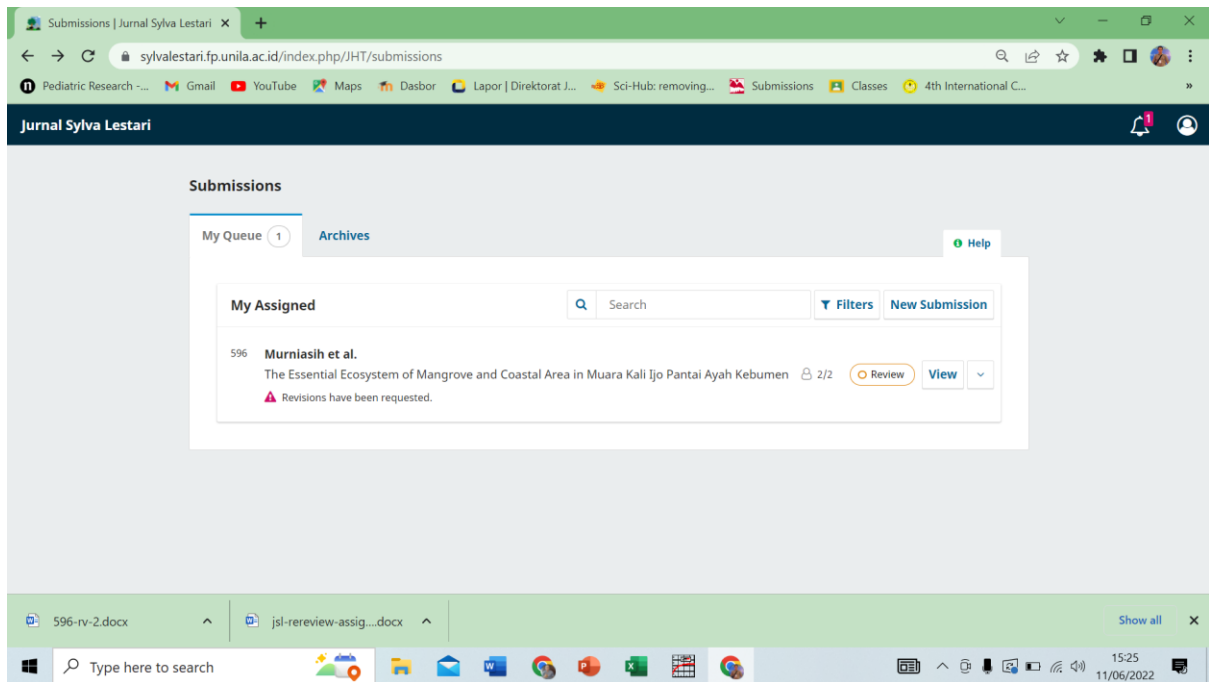 Submissions | Jurnal Sylva Lestari
sylvalestari.fp.unila.ac.id/index.php/JHT/submissions
Pediatric Research -... Gmail YouTube Maps Dasbor Lapor | Direktorat J... Sci-Hub: removing... Submissions Classes 4th International C... »
Jurnal Sylva Lestari 1
Submissions
My Queue 1 Archives
Help
My Assigned Search Filters New Submission
596 Murniasih et al.
The Essential Ecosystem of Mangrove and Coastal Area in Muara Kali Ijo Pantai Ayah Kebumen 2/2 Review View
Revisions have been requested.
596-rv-2.docx jsl-rereview-assig....docx Show all
Type here to search 15:25
11/06/2022